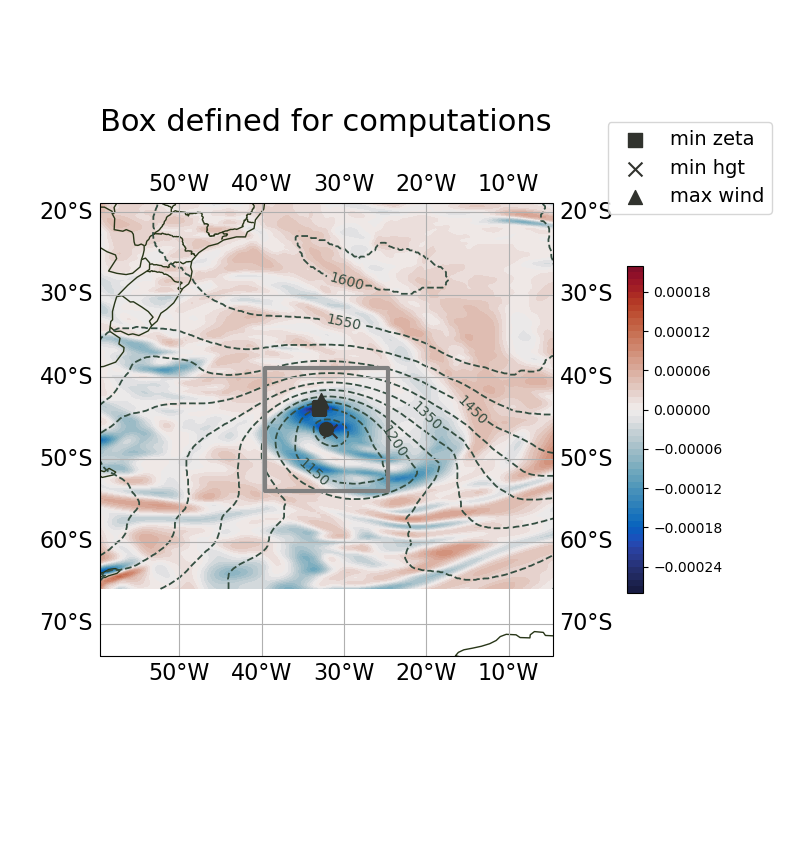 Box defined for computations
min zeta
min hgt
max wind
50°W 40°W 30°W 20°W 10°W
20°S 20°S
30°S 30°S
40°S 40°S
50°S 50°S
60°S 60°S
70°S 70°S
50°W 40°W 30°W 20°W 10°W
1600
1550
1450
1350
1200
1150
0.00018
0.00012
0.00006
0.00000
−0.00006
−0.00012
−0.00018
−0.00024